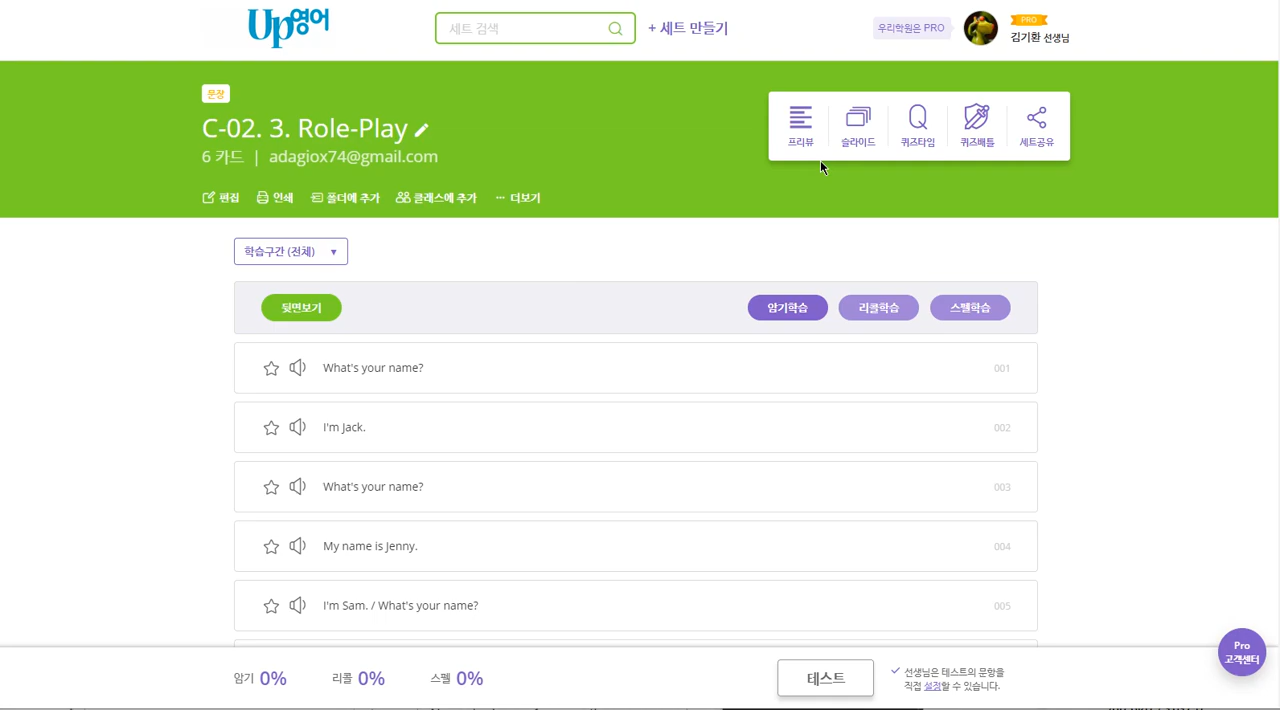 Up영어
세트 검색
+ 세트 만들기
우리학원은 PRO
PRO
김기환 선생님
문장
C-02. 3. Role-Play
6 카드 | adagiox74@gmail.com
프리뷰
슬라이드
퀴즈타임
퀴즈배틀
세트공유
편집
인쇄
폴더에 추가
클래스에 추가
··· 더보기
학습구간 (전체) ▼
뒷면보기
암기학습
리콜학습
스펠학습
What's your name? 001
I'm Jack. 002
What's your name? 003
My name is Jenny. 004
I'm Sam. / What's your name? 005
암기 0%
리콜 0%
스펠 0%
테스트
선생님은 테스트의 문항을
직접 설정할 수 있습니다.
Pro
고객센터